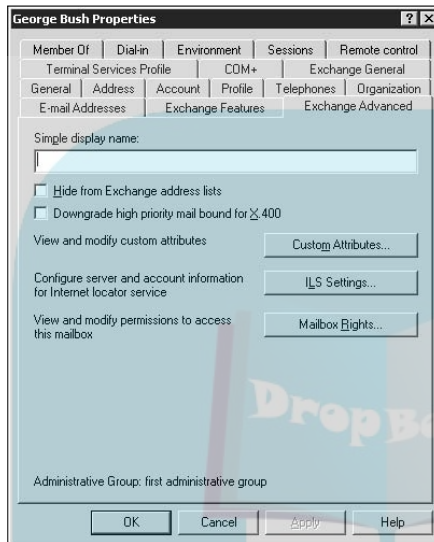 George Bush Properties
Member Of Dial-in Environment Sessions Remote control
Terminal Services Profile COM+ Exchange General
General Address Account Profile Telephones Organization
E-mail Addresses Exchange Features Exchange Advanced
Simple display name:
Hide from Exchange address lists
Downgrade high priority mail bound for X.400
View and modify custom attributes Custom Attributes...
Configure server and account information
for Internet locator service ILS Settings...
View and modify permissions to access
this mailbox Mailbox Rights...
Drop Bo
Administrative Group: first administrative group
OK Cancel Apply Help